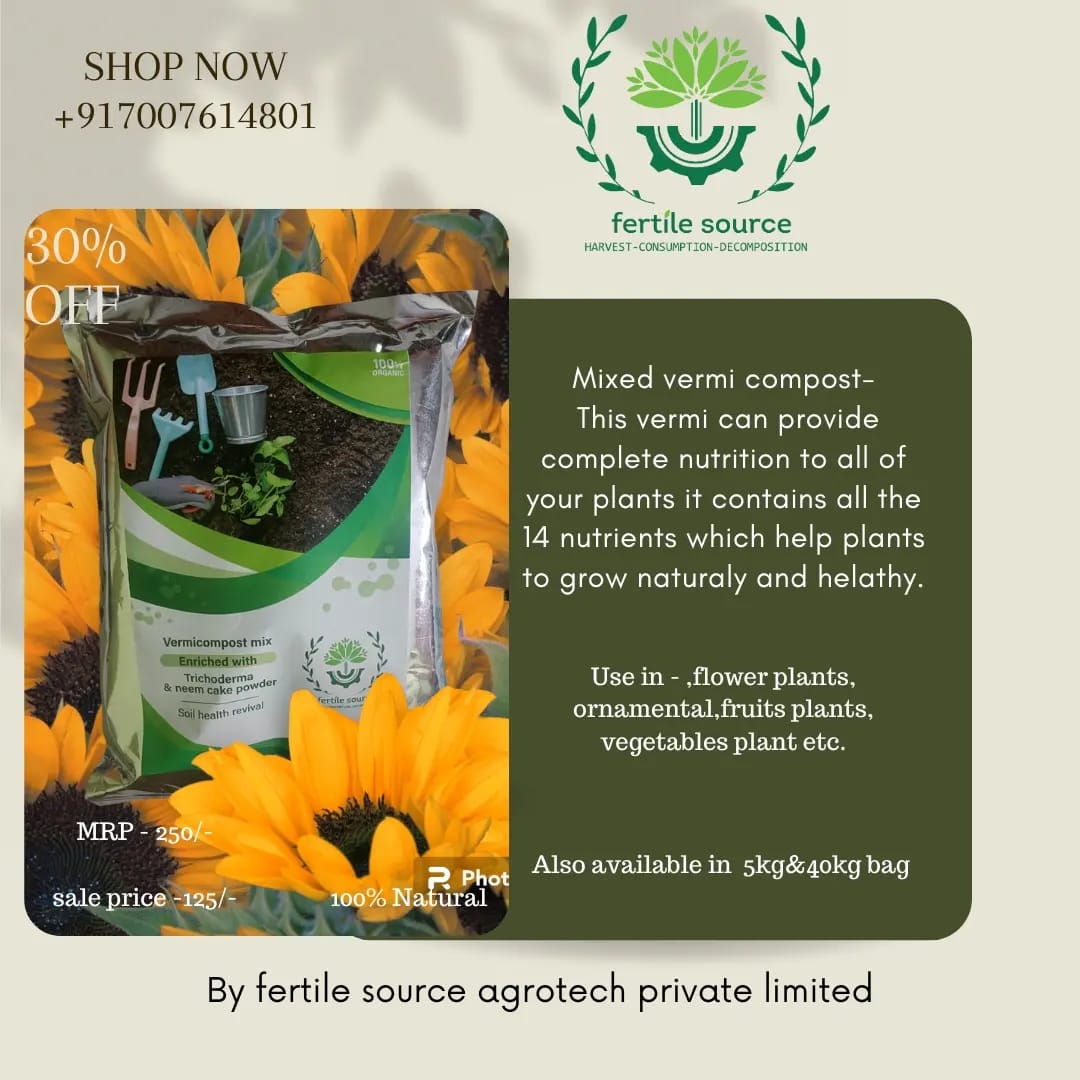 SHOP NOW
+917007614801
fertile source
HARVEST-CONSUMPTION-DECOMPOSITION
30%
OFF
100%
ORGANIC
Vermicompost mix
Enriched with
Trichoderma
& neem cake powder
Soil health revival
fertile
MRP - 250/-
sale price -125/-
100% Natural
Phot
Mixed vermi compost-
This vermi can provide
complete nutrition to all of
your plants it contains all the
14 nutrients which help plants
to grow naturaly and helathy.
Use in - ,flower plants,
ornamental,fruits plants,
vegetables plant etc.
Also available in 5kg&40kg bag
By fertile source agrotech private limited